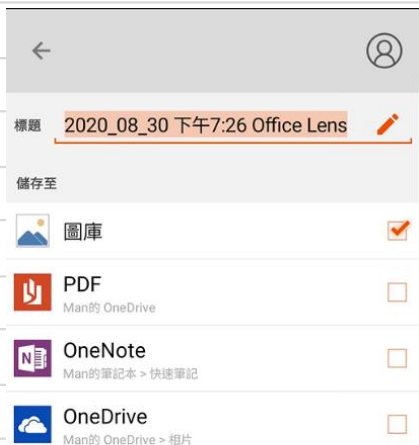 標題 2020_08_30 下午7:26 Office Lens
儲存至
圖庫
PDF
Man的 OneDrive
OneNote
Man的筆記本 > 快速筆記
OneDrive
Man的 OneDrive > 相片